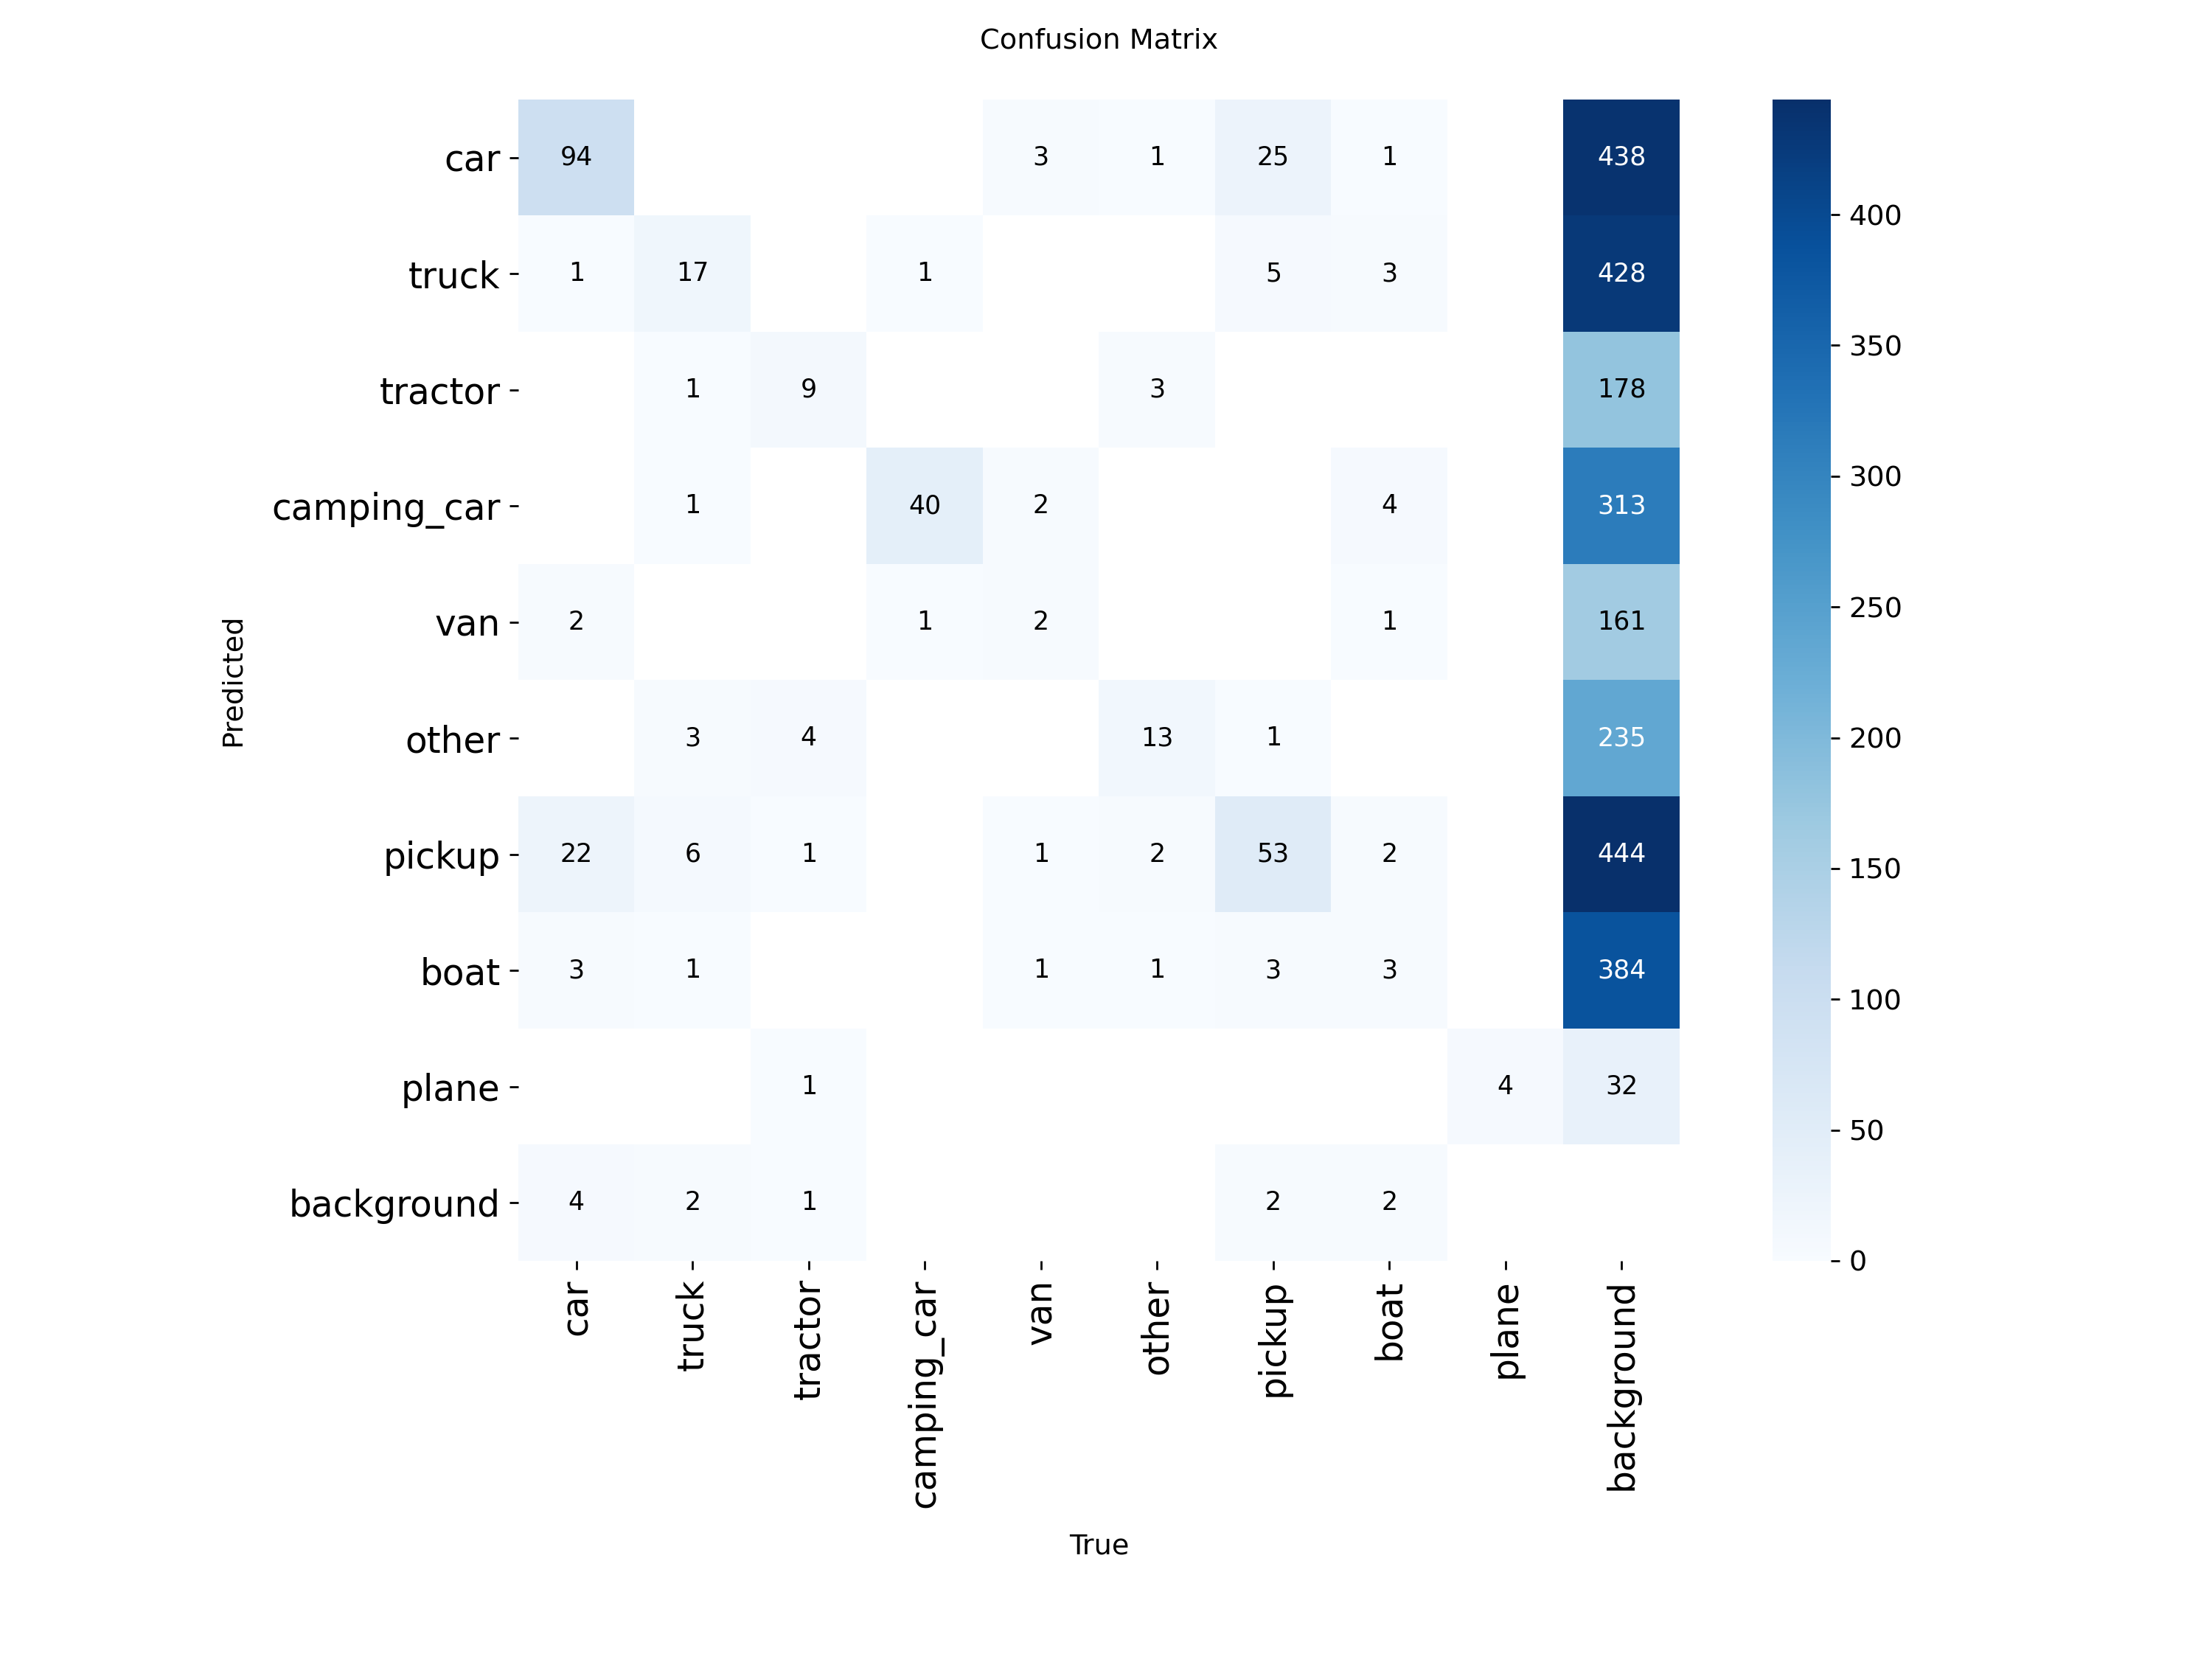 Confusion Matrix
car 94 3 1 25 1 438
truck 1 17 1 5 3 428
tractor 1 9 3 178
camping_car 1 40 2 4 313
van 2 1 2 1 161
other 3 4 13 1 235
pickup 22 6 1 1 2 53 2 444
boat 3 1 1 1 3 3 384
plane 1 4 32
background 4 2 1 2 2
Predicted
car truck tractor camping_car van other pickup boat plane background
True
400
350
300
250
200
150
100
50
0